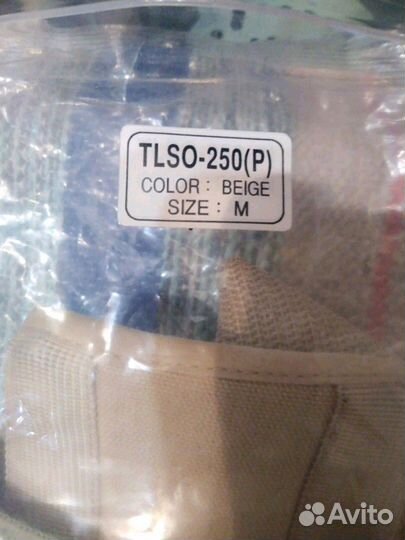 TLSO-250(P)
COLOR : BEIGE
SIZE : M
Avito